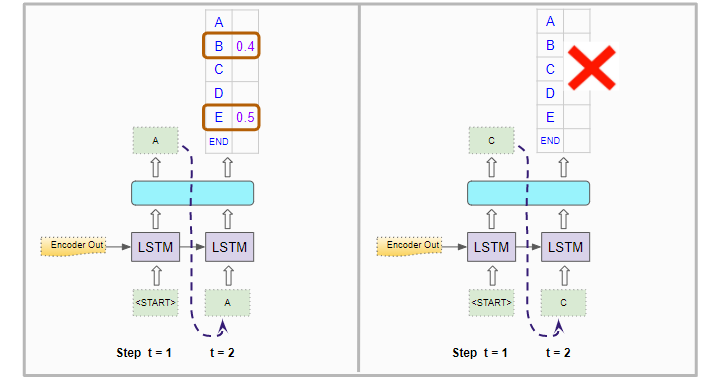 A
B 0.4
C
D
E 0.5
END
A
Encoder Out
LSTM LSTM
<START> A
Step t = 1 t = 2
A
B
C
D
E
END
C
Encoder Out
LSTM LSTM
<START> C
Step t = 1 t = 2